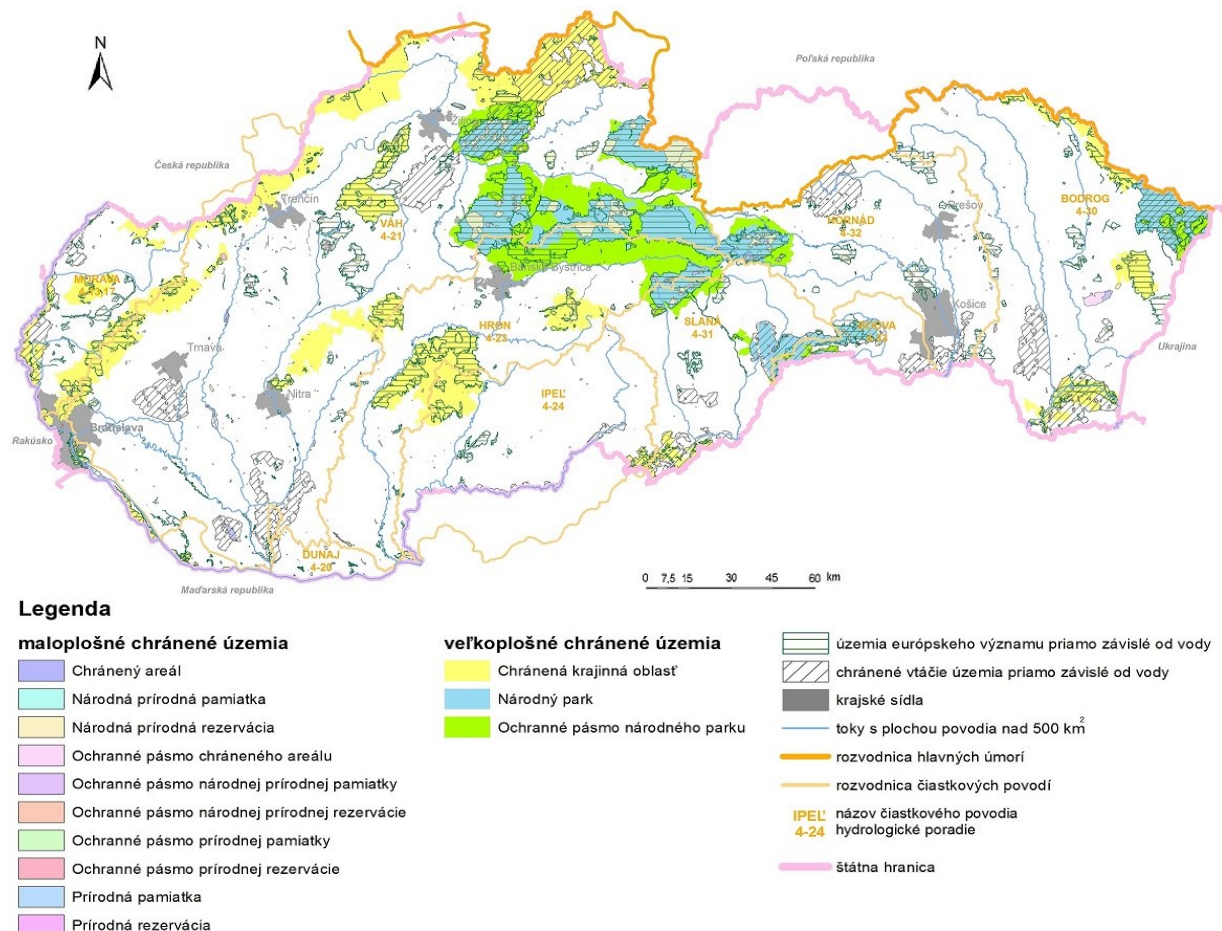 N
Poľská republika
Česká republika
Žilina
Trenčín
VÁH
4-21
BODROG
4-30
Prešov
HORNÁD
4-32
MORAVA
Banská Bystrica
Košice
BODVA
SLANÁ
4-31
HRON
4-23
Trnava
Ukrajina
Nitra
IPEĽ
4-24
Rakúsko
Bratislava
DUNAJ
4-20
Maďarská republika
0 7,5 15 30 45 60 km
Legenda
maloplošné chránené územia
Chránený areál
Národná prírodná pamiatka
Národná prírodná rezervácia
Ochranné pásmo chráneného areálu
Ochranné pásmo národnej prírodnej pamiatky
Ochranné pásmo národnej prírodnej rezervácie
Ochranné pásmo prírodnej pamiatky
Ochranné pásmo prírodnej rezervácie
Prírodná pamiatka
Prírodná rezervácia
veľkoplošné chránené územia
Chránená krajinná oblasť
Národný park
Ochranné pásmo národného parku
územia európskeho významu priamo závislé od vody
chránené vtáčie územia priamo závislé od vody
krajské sídla
toky s plochou povodia nad 500 km²
rozvodnica hlavných úmorí
rozvodnica čiastkových povodí
IPEĽ
4-24
názov čiastkového povodia
hydrologické poradie
štátna hranica